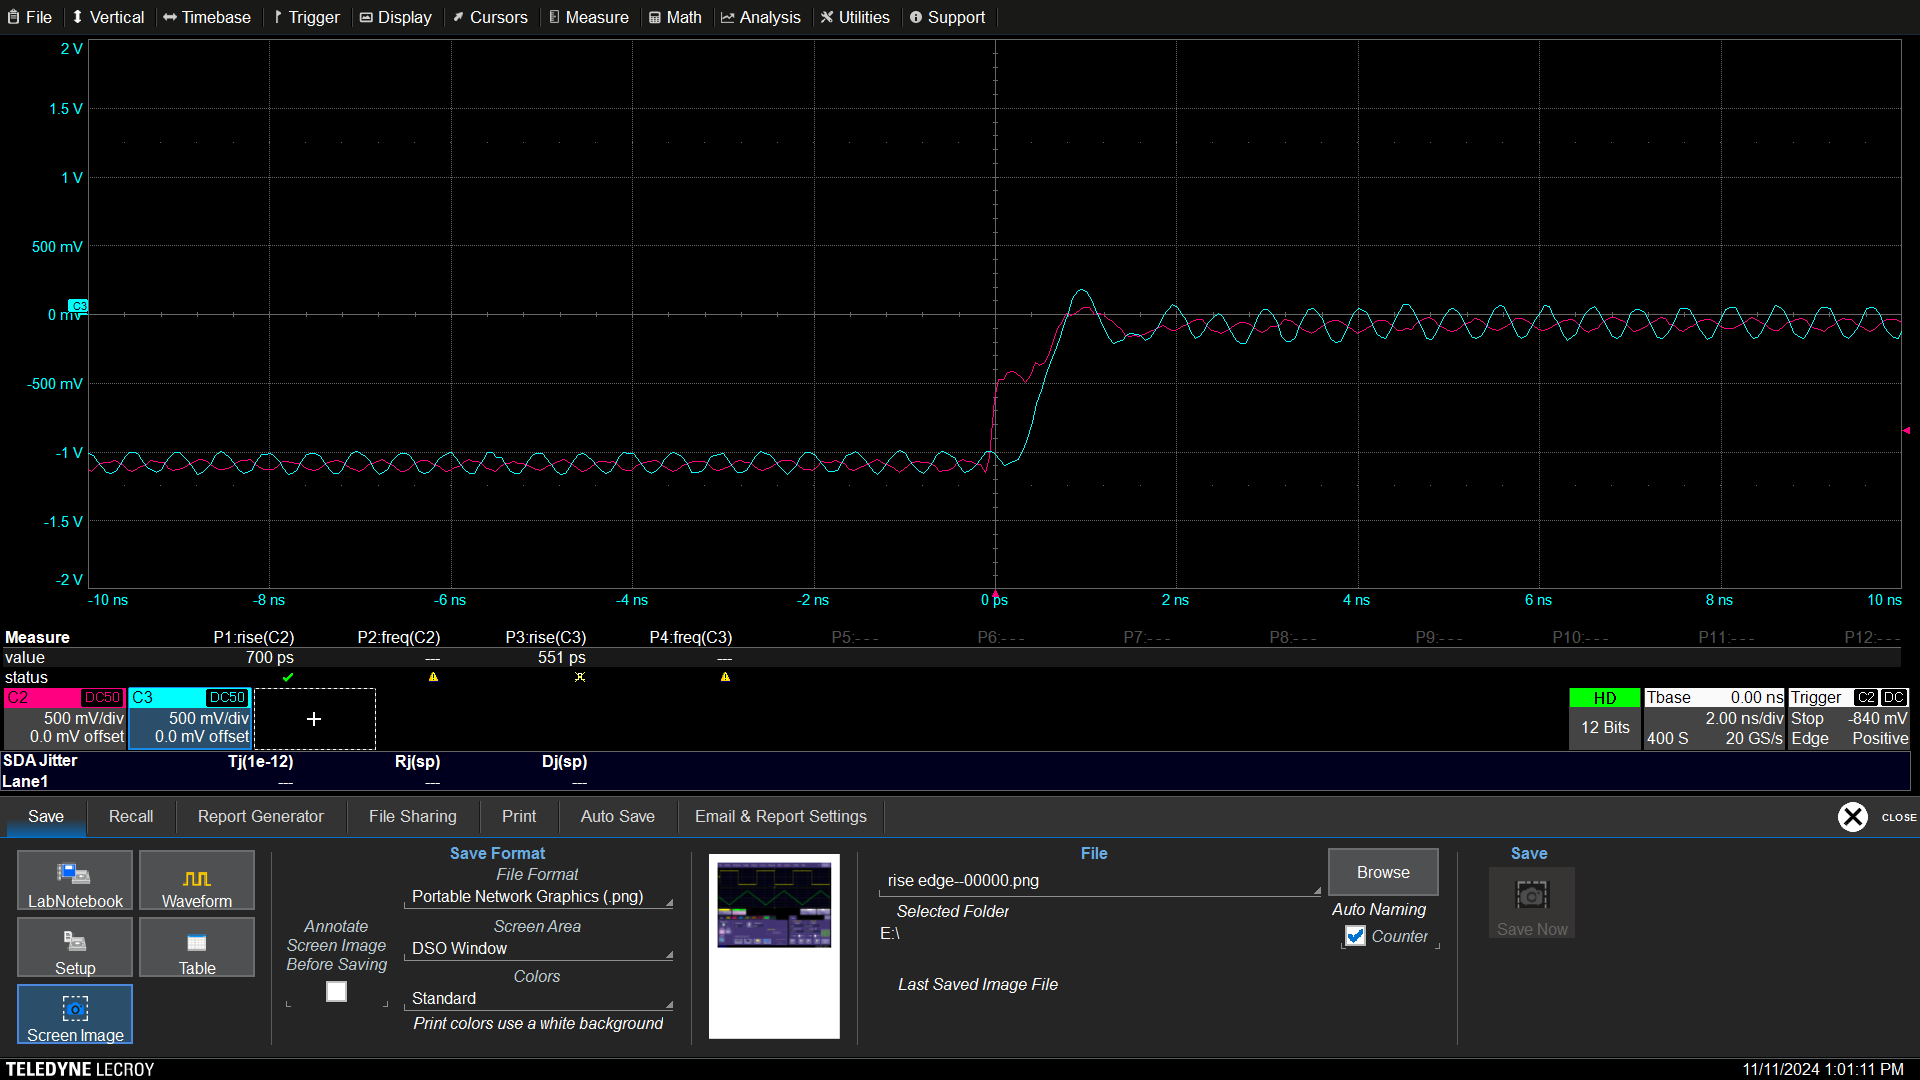 File Vertical Timebase Trigger Display Cursors Measure Math Analysis Utilities Support
2 V
1.5 V
1 V
500 mV
C3
0 mV
-500 mV
-1 V
-1.5 V
-2 V
-10 ns -8 ns -6 ns -4 ns -2 ns 0 ps 2 ns 4 ns 6 ns 8 ns 10 ns
Measure P1:rise(C2) P2:freq(C2) P3:rise(C3) P4:freq(C3) P5:- - - P6:- - - P7:- - - P8:- - - P9:- - - P10:- - - P11:- - - P12:- - -
value 700 ps --- 551 ps ---
status
C2 DC50 C3 DC50 HD Tbase 0.00 ns Trigger C2 DC
500 mV/div 500 mV/div + 12 Bits 2.00 ns/div Stop -840 mV
0.0 mV offset 0.0 mV offset 400 S 20 GS/s Edge Positive
SDA Jitter Tj(1e-12) Rj(sp) Dj(sp)
Lane1 --- --- ---
Save Recall Report Generator File Sharing Print Auto Save Email & Report Settings CLOSE
LabNotebook Waveform
Setup Table
Screen Image
Annotate
Screen Image
Before Saving
Save Format
File Format
Portable Network Graphics (.png)
Screen Area
DSO Window
Colors
Standard
Print colors use a white background
File
rise edge--00000.png
Browse
Selected Folder
Auto Naming
E:\
Counter
Last Saved Image File
Save
Save Now
TELEDYNE LECROY 11/11/2024 1:01:11 PM